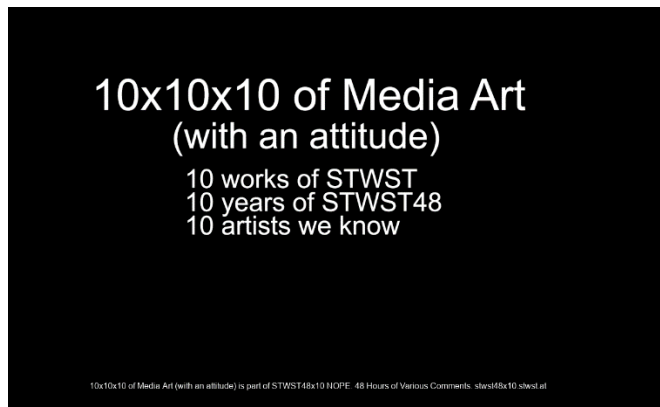 10x10x10 of Media Art
(with an attitude)
10 works of STWST
10 years of STWST48
10 artists we know
10x10x10 of Media Art (with an attitude) is part of STWST48x10 NOPE. 48 Hours of Various Comments. stwst48x10.stwst.at